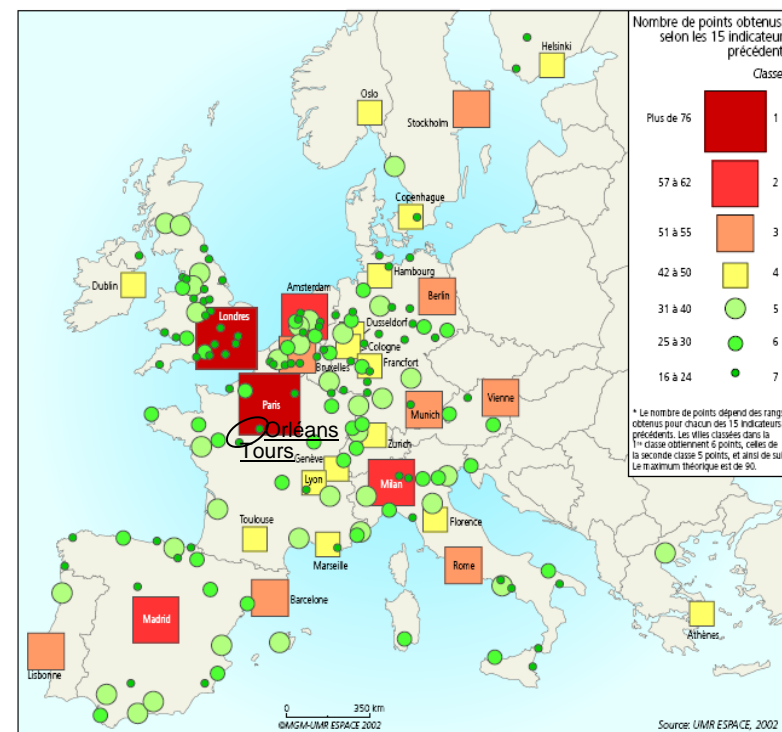 Nombre de points obtenus
selon les 15 indicateur
précédent
Classe
Plus de 76 1
57 à 62 2
51 à 55 3
42 à 50 4
31 à 40 5
25 à 30 6
16 à 24 7
* Le nombre de points dépend des rangs
obtenus pour chacun des 15 indicateurs
précédents. Les villes classées dans la
1re classe obtiennent 6 points, celles de
la seconde classe 5 points, et ainsi de sui
Le maximum théorique est de 90.
Helsinki
Oslo
Stockholm
Copenhague
Dublin
Hambourg
Amsterdam
Berlin
Londres
Dusseldorf
Cologne
Bruxelles
Francfort
Paris
Vienne
Munich
Orléans
Tours
Zurich
Genève
Lyon
Milan
Toulouse
Florence
Marseille
Rome
Barcelone
Madrid
Athènes
Lisbonne
0 350 km
©MGM-UMR ESPACE 2002
Source: UMR ESPACE, 2002